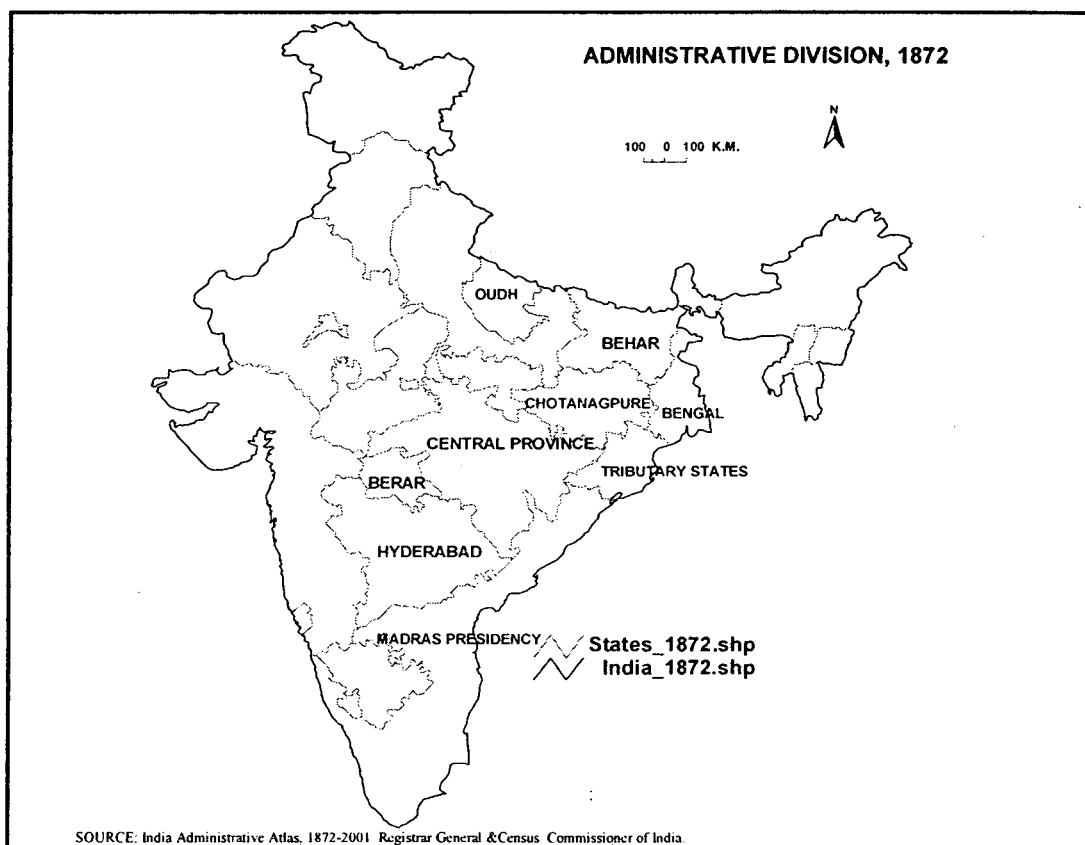 ADMINISTRATIVE DIVISION, 1872
N
100 0 100 K.M.
OUDH
BEHAR
CHOTANAGPURE
BENGAL
CENTRAL PROVINCE
TRIBUTARY STATES
BERAR
HYDERABAD
MADRAS PRESIDENCY
States_1872.shp
India_1872.shp
SOURCE: India Administrative Atlas, 1872-2001 Registrar General &Census Commissioner of India.